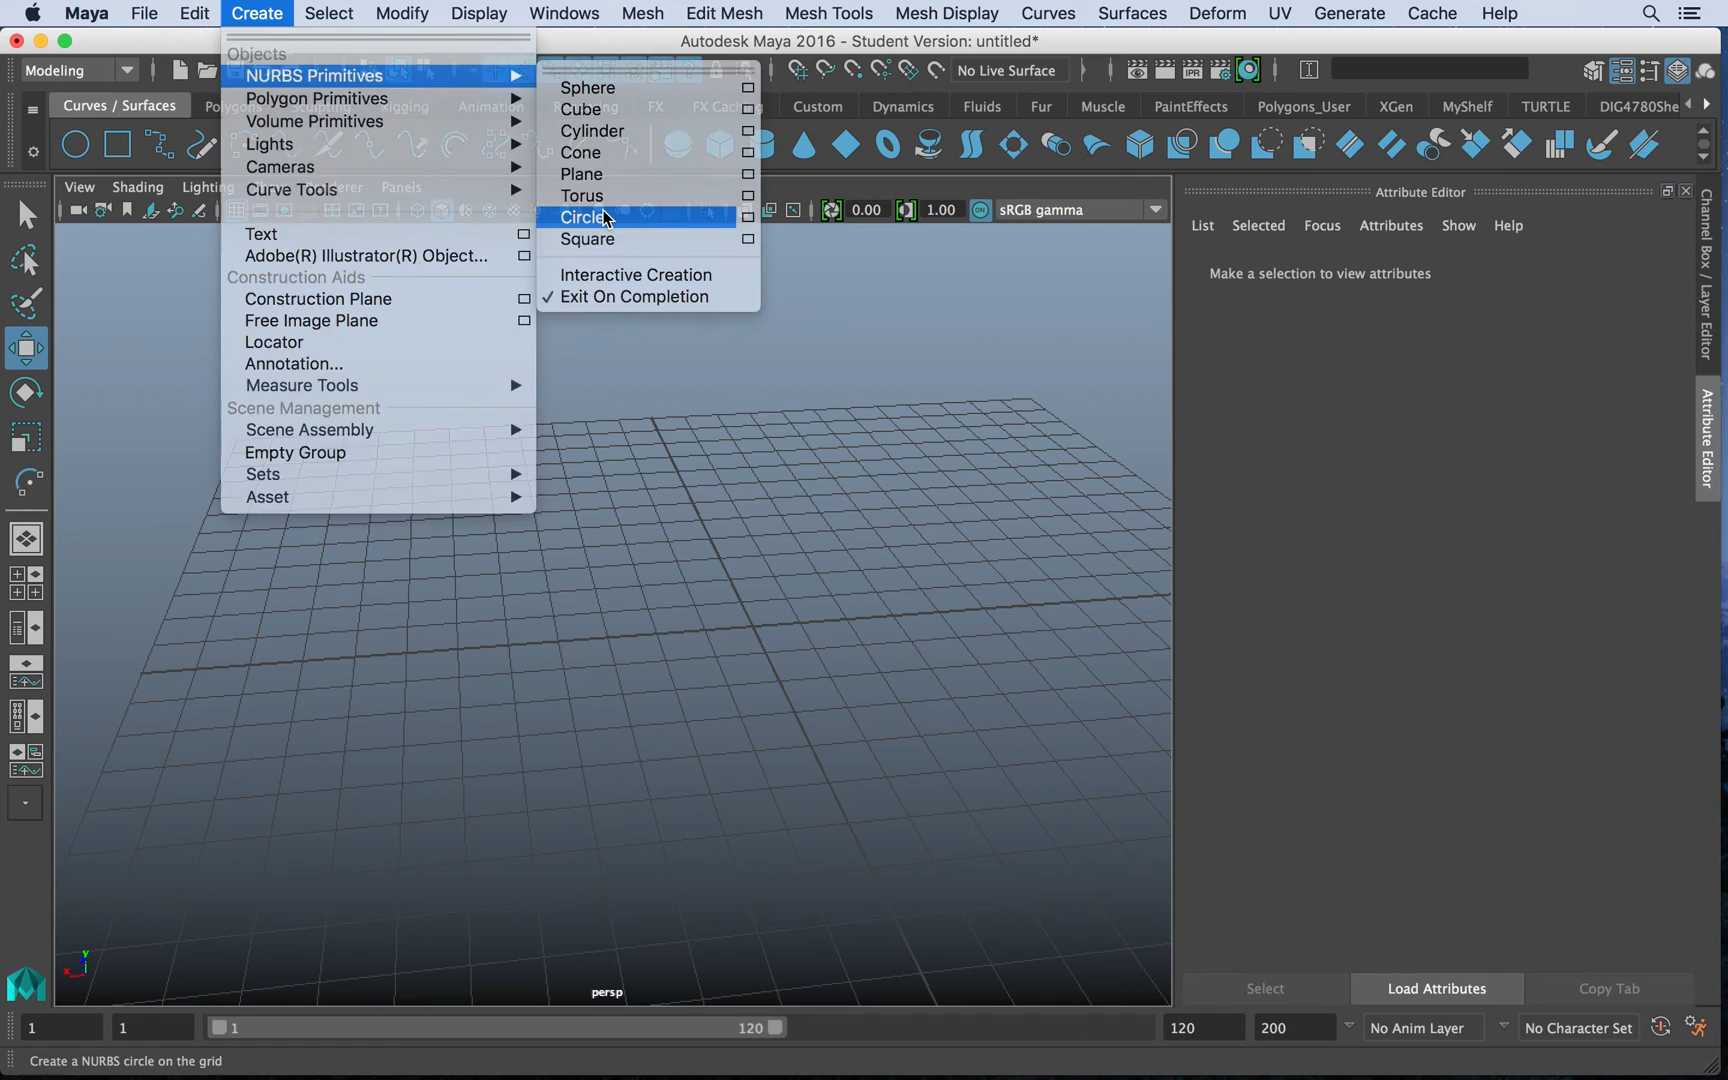 Maya File Edit Create Select Modify Display Windows Mesh Edit Mesh Mesh Tools Mesh Display Curves Surfaces Deform UV Generate Cache Help
Autodesk Maya 2016 - Student Version: untitled*
Modeling
No Live Surface
Curves / Surfaces
Rigging Animation
FX
Custom Dynamics Fluids Fur Muscle PaintEffects Polygons_User XGen MyShelf TURTLE DIG4780She
IPR
View Shading Lighting Panels
0.00 1.00 ON sRGB gamma
Objects
NURBS Primitives
Polygon Primitives
Volume Primitives
Lights
Cameras
Curve Tools
Text
Adobe(R) Illustrator(R) Object...
Construction Aids
Construction Plane
Free Image Plane
Locator
Annotation...
Measure Tools
Scene Management
Scene Assembly
Empty Group
Sets
Asset
Sphere
Cube
Cylinder
Cone
Plane
Torus
Circle
Square
Interactive Creation
✓ Exit On Completion
Attribute Editor
List Selected Focus Attributes Show Help
Make a selection to view attributes
Channel Box / Layer Editor
Attribute Editor
y
x
persp
Select Load Attributes Copy Tab
1 1 1 120 120 200 No Anim Layer No Character Set
Create a NURBS circle on the grid